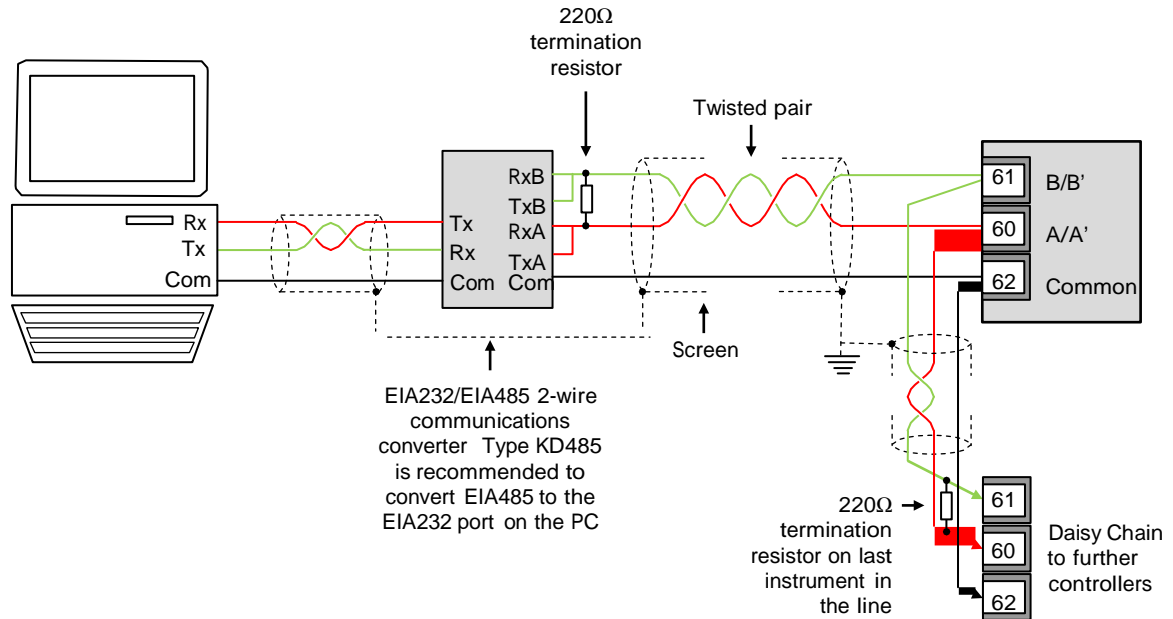 220Ω
termination
resistor
Twisted pair
Rx
Tx
Com
Tx
Rx
Com
RxB
TxB
RxA
TxA
Com
61
B/B'
60
A/A'
62
Common
Screen
EIA232/EIA485 2-wire
communications
converter Type KD485
is recommended to
convert EIA485 to the
EIA232 port on the PC
220Ω
termination
resistor on last
instrument in
the line
61
60
62
Daisy Chain
to further
controllers